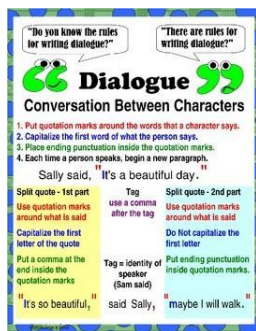 "Do you know the rules
for writing dialogue?"
"There are rules for
writing dialogue!"
Dialogue
Conversation Between Characters
1. Put quotation marks around the words that a character says.
2. Capitalize the first word of what the person says.
3. Place ending punctuation inside the quotation marks.
4. Each time a person speaks, begin a new paragraph.
Sally said, "It's a beautiful day."
Split quote - 1st part
Use quotation marks
around what is said
Capitalize the first
letter of the quote
Put a comma at the
end inside the
quotation marks
"It's so beautiful,"
Tag
use a comma
after the tag
Tag = identity of
speaker
(Sam said)
said Sally,
Split quote - 2nd part
Use quotation marks
around what is said
Do Not capitalize the
first letter
Put ending punctuation
inside quotation marks.
"maybe I will walk."